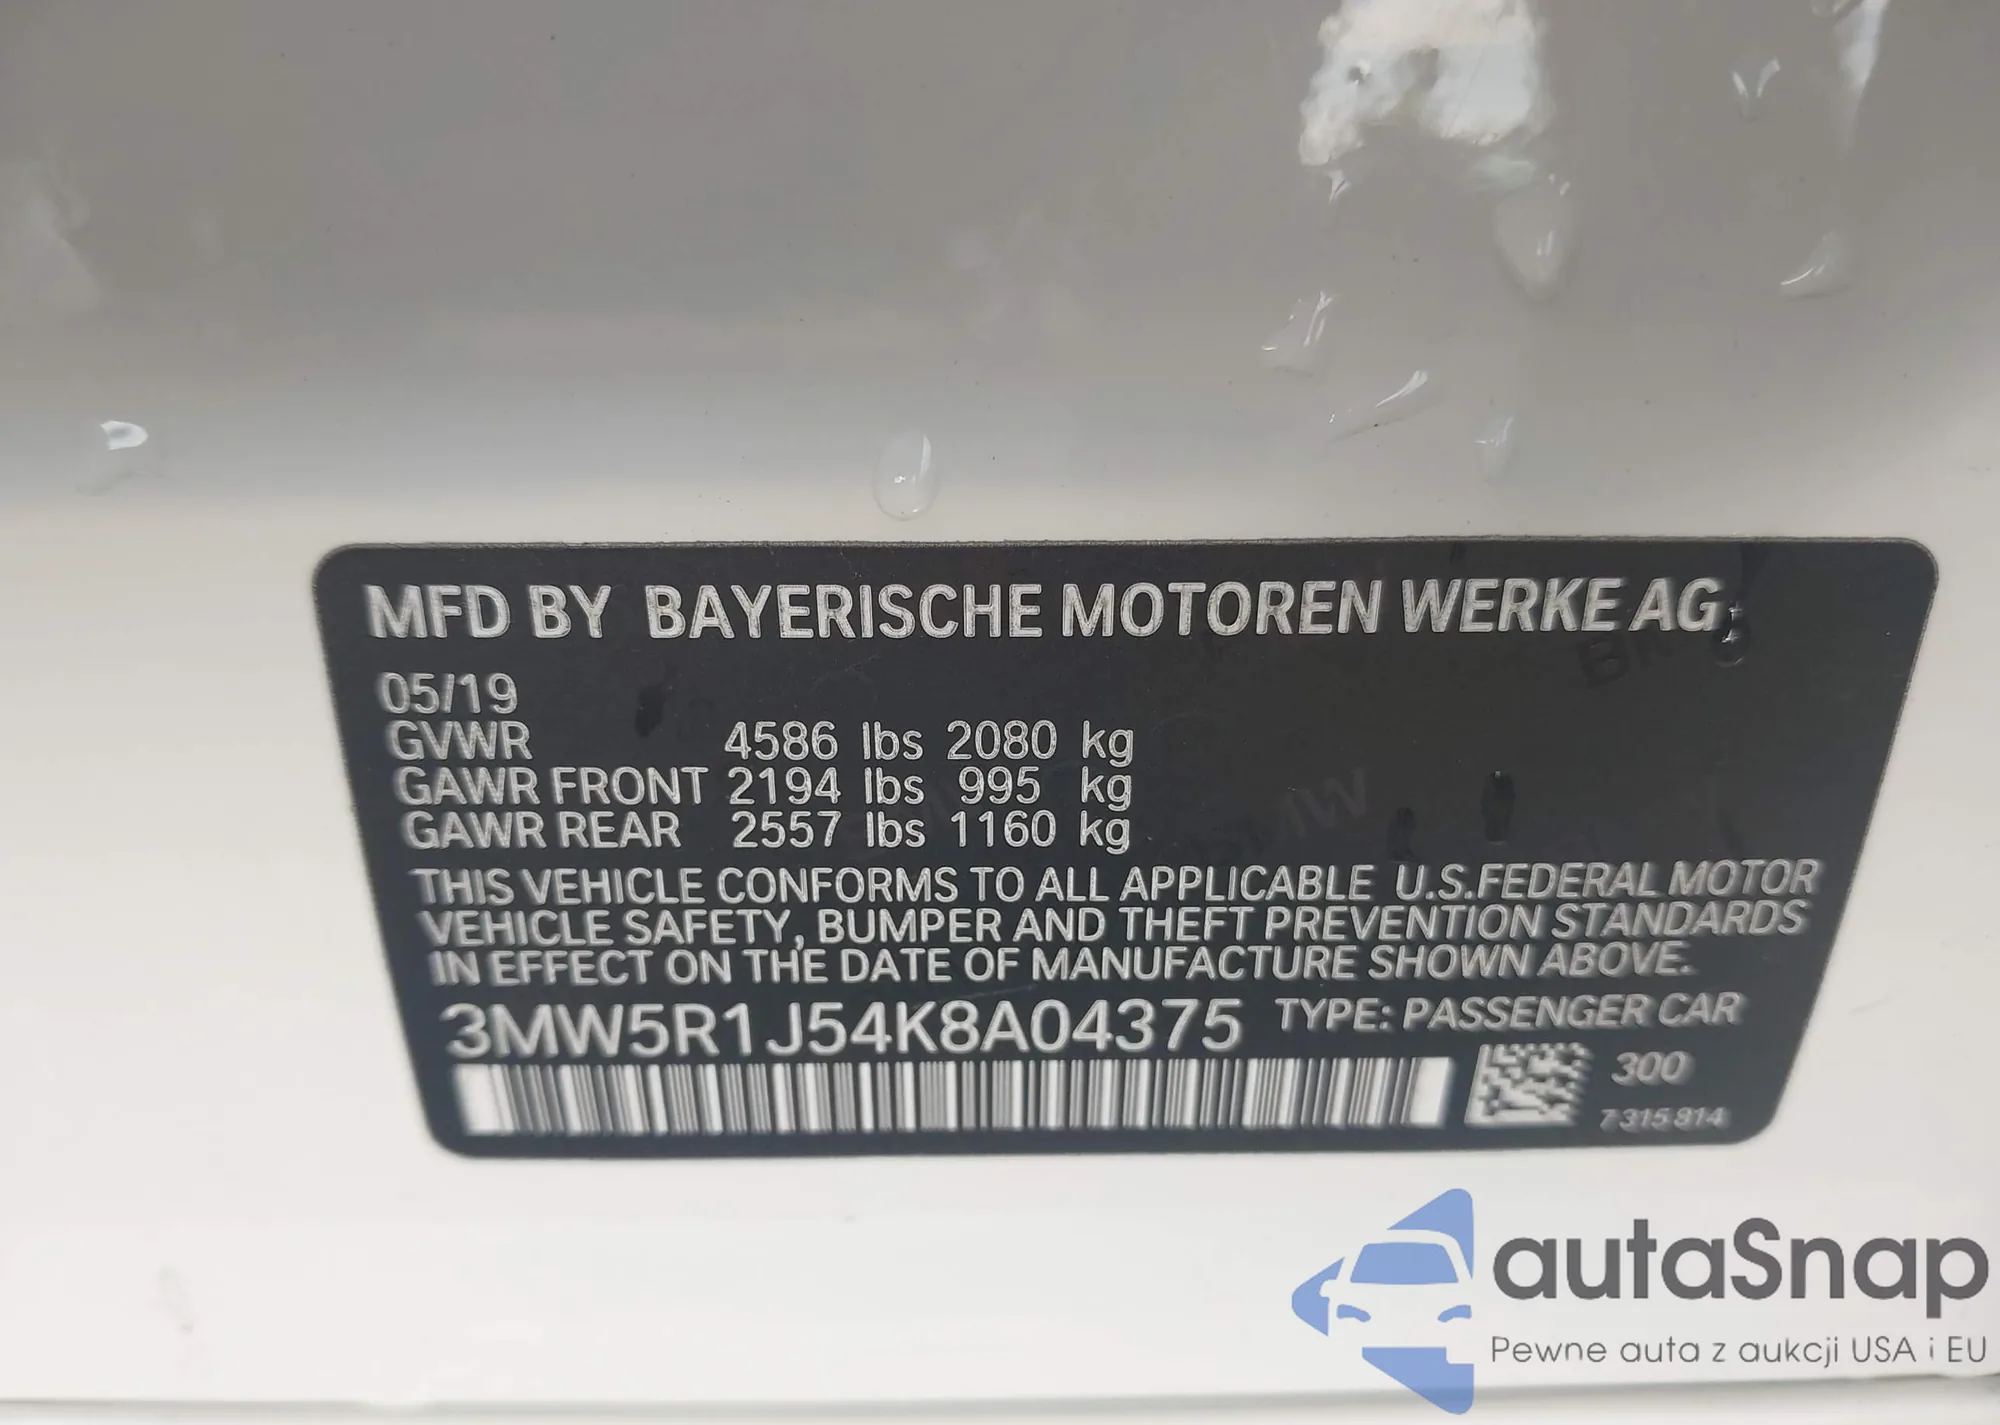 MFD BY BAYERISCHE MOTOREN WERKE AG
05/19
GVWR 4586 lbs 2080 kg
GAWR FRONT 2194 lbs 995 kg
GAWR REAR 2557 lbs 1160 kg
THIS VEHICLE CONFORMS TO ALL APPLICABLE U.S.FEDERAL MOTOR
VEHICLE SAFETY, BUMPER AND THEFT PREVENTION STANDARDS
IN EFFECT ON THE DATE OF MANUFACTURE SHOWN ABOVE.
3MW5R1J54K8A04375 TYPE: PASSENGER CAR
300
7 315 814
autaSnap
Pewne auta z aukcji USA i EU